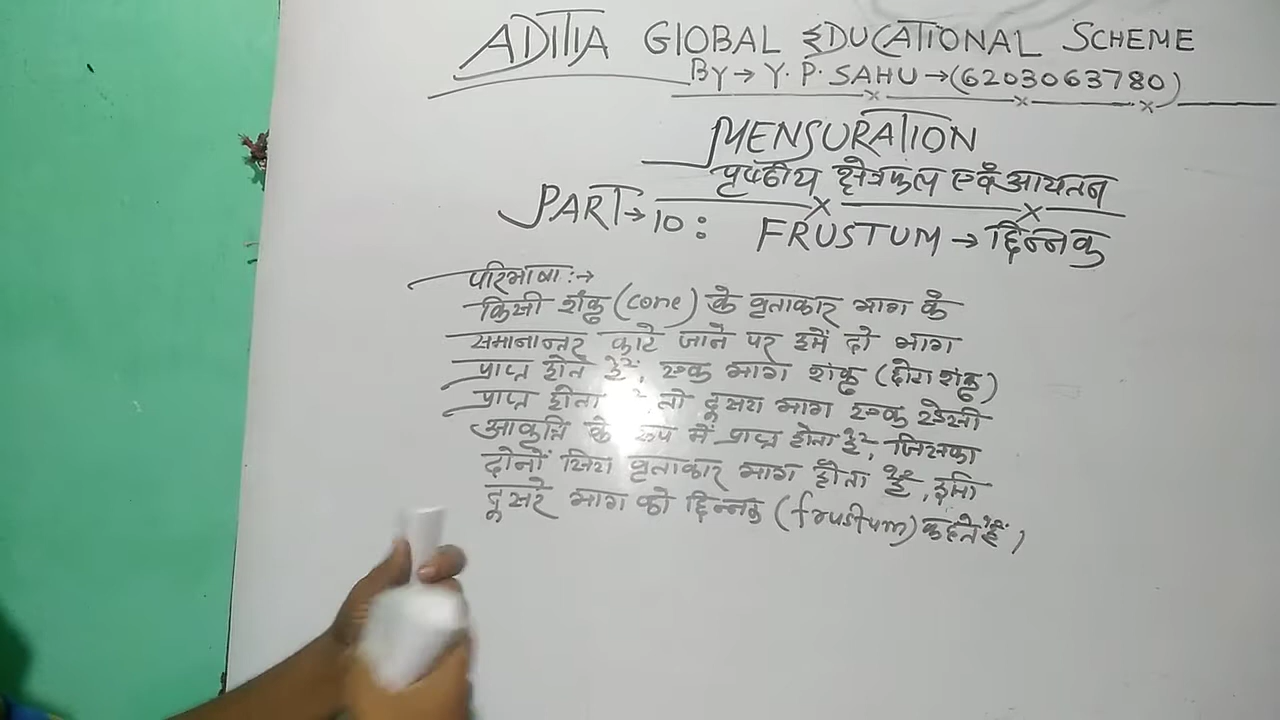 ADITIA GLOBAL EDUCATIONAL SCHEME
BY → Y. P. SAHU → (6203063780)
MENSURATION
पृष्ठीय क्षेत्रफल एवं आयतन
PART → 10 : FRUSTUM → छिन्नक
परिभाषा :→
किसी शंकु (cone) के वृताकार भाग के
समानान्तर काटे जाने पर हमें दो भाग
प्राप्त होते हैं, एक भाग शंकु (छोटा शंकु)
प्राप्त होता तो दूसरा भाग एक ऐसी
आकृति के रूप में प्राप्त होता है, जिसका
दोनों सिरा वृताकार भाग होता है, इसी
दूसरे भाग को छिन्नक (frustum) कहते हैं।